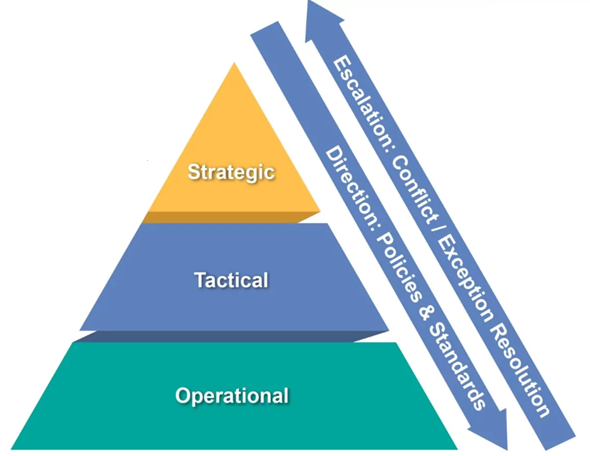 Strategic
Tactical
Operational
Direction: Policies & Standards
Escalation: Conflict / Exception Resolution